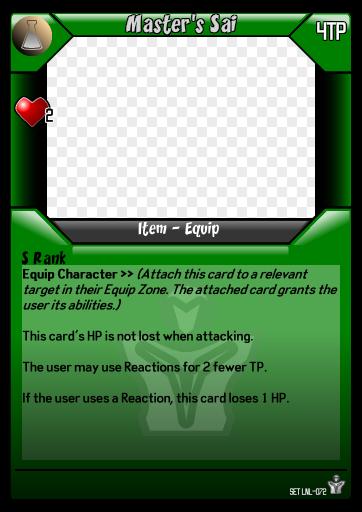 Master's Sai
4TP
2
Item - Equip
S Rank
Equip Character >> (Attach this card to a relevant
target in their Equip Zone. The attached card grants the
user its abilities.)
This card's HP is not lost when attacking.
The user may use Reactions for 2 fewer TP.
If the user uses a Reaction, this card loses 1 HP.
SET LNL-072